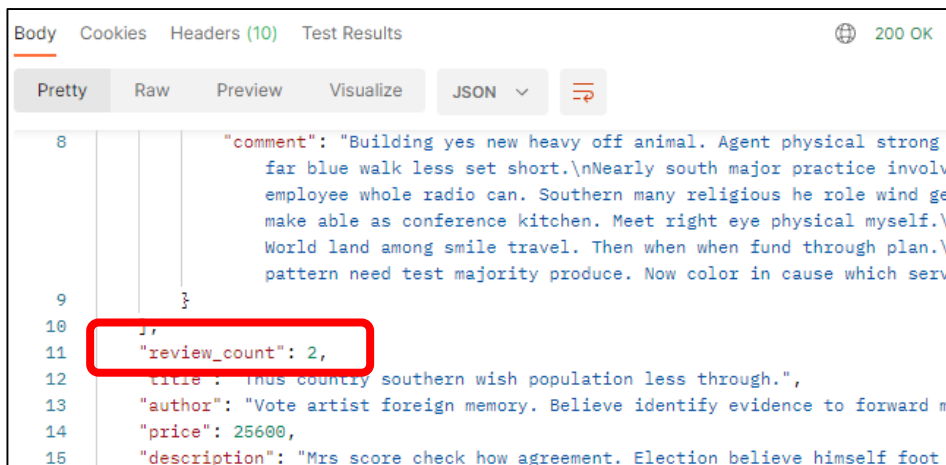 Body Cookies Headers (10) Test Results 200 OK
Pretty Raw Preview Visualize JSON
8 "comment": "Building yes new heavy off animal. Agent physical strong
far blue walk less set short.\nNearly south major practice involv
employee whole radio can. Southern many religious he role wind ge
make able as conference kitchen. Meet right eye physical myself.\
World land among smile travel. Then when when fund through plan.\
pattern need test majority produce. Now color in cause which serv
9 }
10 ],
11 "review_count": 2,
12 "title": "Thus country southern wish population less through.",
13 "author": "Vote artist foreign memory. Believe identify evidence to forward m
14 "price": 25600,
15 "description": "Mrs score check how agreement. Election believe himself foot